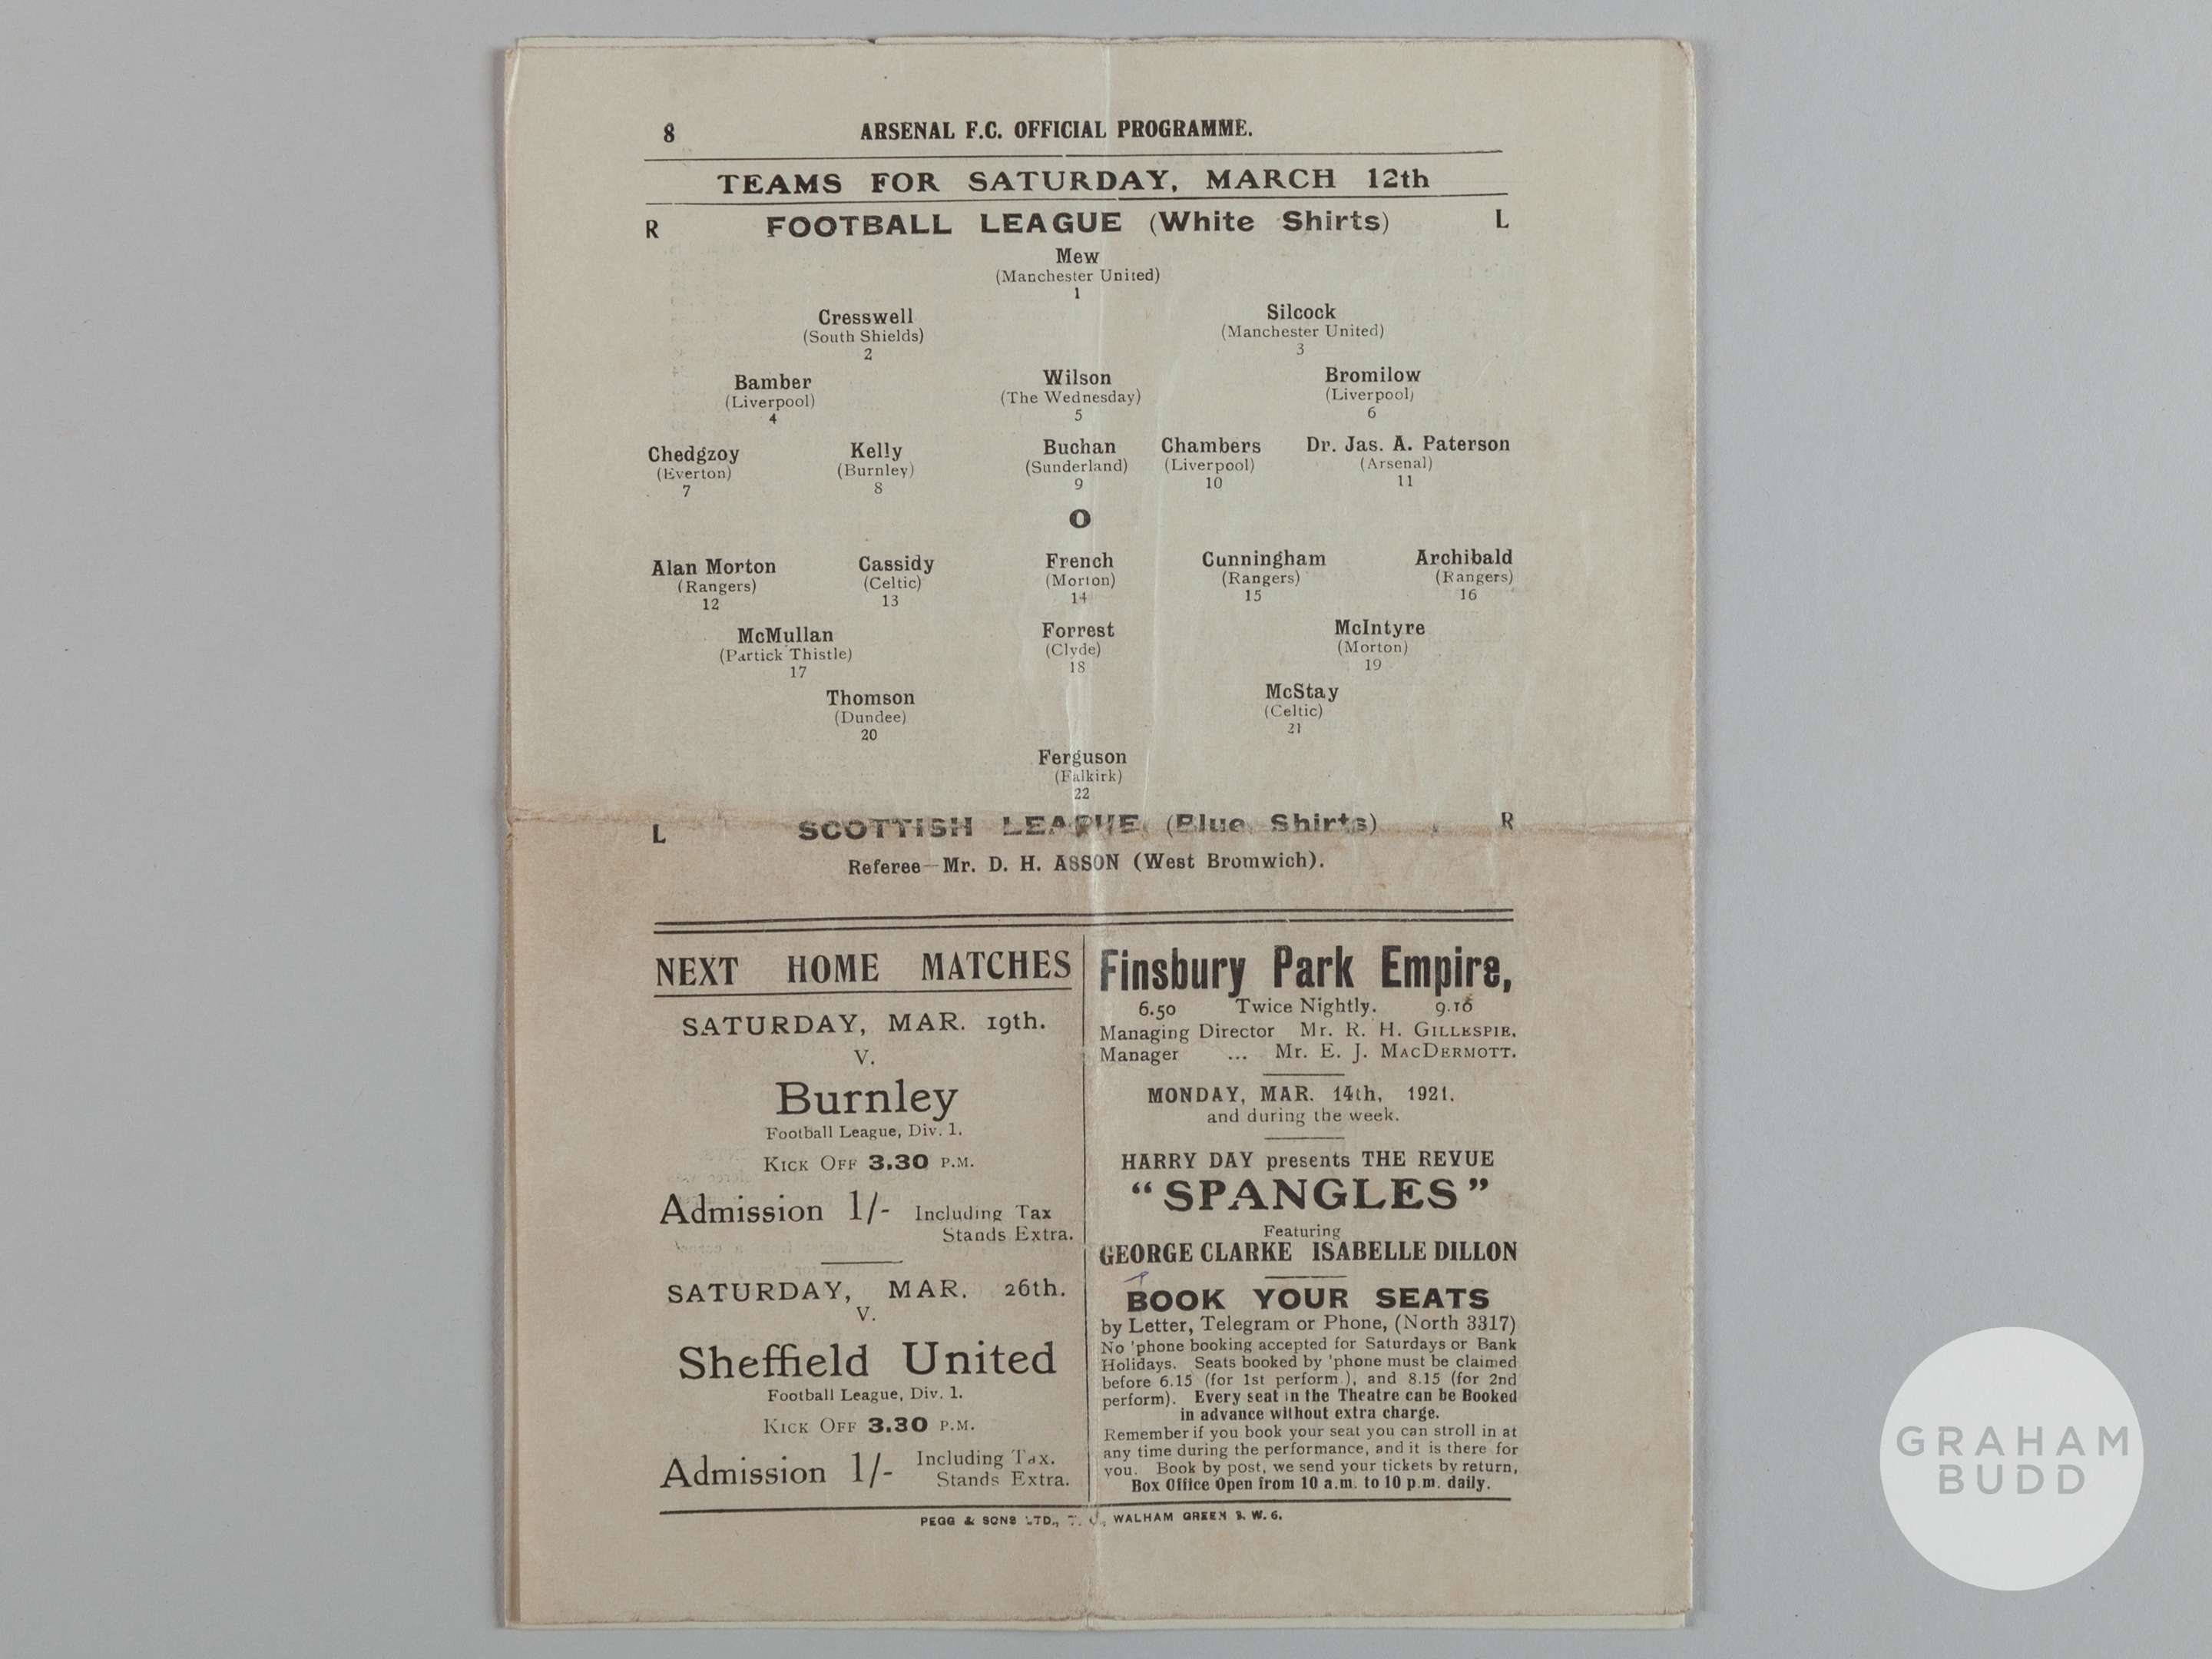 8 ARSENAL F.C. OFFICIAL PROGRAMME.
TEAMS FOR SATURDAY, MARCH 12th
R FOOTBALL LEAGUE (White Shirts) L
Mew
(Manchester United)
1
Cresswell Silcock
(South Shields) (Manchester United)
2 3
Bamber Wilson Bromilow
(Liverpool) (The Wednesday) (Liverpool)
4 5 6
Chedgzoy Kelly Buchan Chambers Dr. Jas. A. Paterson
(Everton) (Burnley) (Sunderland) (Liverpool) (Arsenal)
7 8 9 10 11
O
Alan Morton Cassidy French Cunningham Archibald
(Rangers) (Celtic) (Morton) (Rangers) (Rangers)
12 13 14 15 16
McMullan Forrest McIntyre
(Partick Thistle) (Clyde) (Morton)
17 18 19
Thomson McStay
(Dundee) (Celtic)
20 21
Ferguson
(Falkirk)
22
L SCOTTISH LEAGUE (Blue Shirts) R
Referee—Mr. D. H. ASSON (West Bromwich).
NEXT HOME MATCHES
SATURDAY, MAR. 19th.
V.
Burnley
Football League, Div. 1.
KICK OFF 3.30 P.M.
Admission 1/- Including Tax
Stands Extra.
SATURDAY, MAR. 26th.
V.
Sheffield United
Football League, Div. 1.
KICK OFF 3.30 P.M.
Admission 1/- Including Tax.
Stands Extra.
Finsbury Park Empire,
6.50 Twice Nightly. 9.10
Managing Director Mr. R. H. GILLESPIE.
Manager ... Mr. E. J. MACDERMOTT.
MONDAY, MAR. 14th, 1921.
and during the week.
HARRY DAY presents THE REVUE
"SPANGLES"
Featuring
GEORGE CLARKE ISABELLE DILLON
BOOK YOUR SEATS
by Letter, Telegram or Phone, (North 3317)
No 'phone booking accepted for Saturdays or Bank
Holidays. Seats booked by 'phone must be claimed
before 6.15 (for 1st perform.), and 8.15 (for 2nd
perform). Every seat in the Theatre can be Booked
in advance without extra charge.
Remember if you book your seat you can stroll in at
any time during the performance, and it is there for
you. Book by post, we send your tickets by return,
Box Office Open from 10 a.m. to 10 p.m. daily.
PEGG & SONS LTD., WALHAM GREEN S. W. 6.
GRAHAM
BUDD